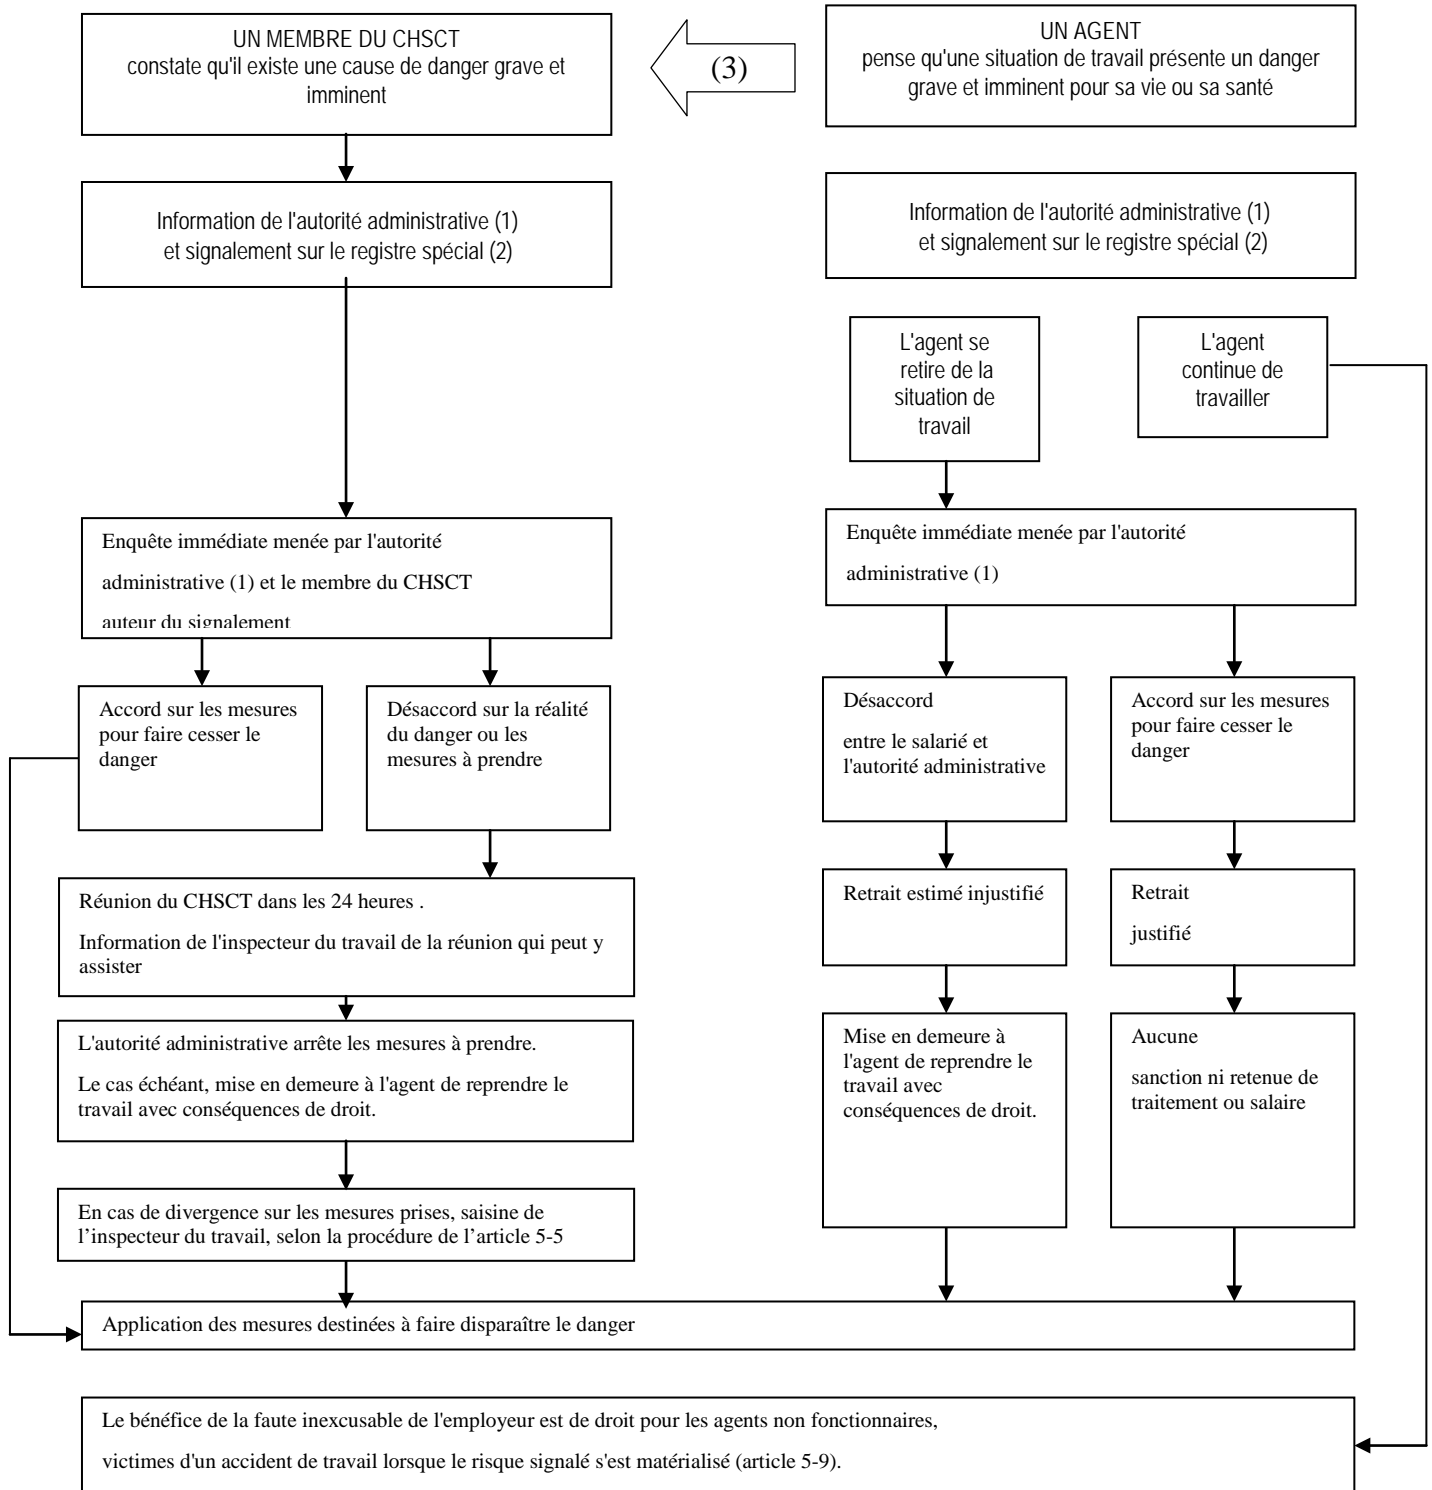 UN MEMBRE DU CHSCT
constate qu'il existe une cause de danger grave et
imminent
(3)
UN AGENT
pense qu'une situation de travail présente un danger
grave et imminent pour sa vie ou sa santé
Information de l'autorité administrative (1)
et signalement sur le registre spécial (2)
Information de l'autorité administrative (1)
et signalement sur le registre spécial (2)
L'agent se
retire de la
situation de
travail
L'agent
continue de
travailler
Enquête immédiate menée par l'autorité
administrative (1) et le membre du CHSCT
auteur du signalement
Enquête immédiate menée par l'autorité
administrative (1)
Accord sur les mesures
pour faire cesser le
danger
Désaccord sur la réalité
du danger ou les
mesures à prendre
Désaccord
entre le salarié et
l'autorité administrative
Accord sur les mesures
pour faire cesser le
danger
Réunion du CHSCT dans les 24 heures .
Information de l'inspecteur du travail de la réunion qui peut y
assister
Retrait estimé injustifié
Retrait
justifié
L'autorité administrative arrête les mesures à prendre.
Le cas échéant, mise en demeure à l'agent de reprendre le
travail avec conséquences de droit.
Mise en demeure à
l'agent de reprendre le
travail avec
conséquences de droit.
Aucune
sanction ni retenue de
traitement ou salaire
En cas de divergence sur les mesures prises, saisine de
l’inspecteur du travail, selon la procédure de l’article 5-5
Application des mesures destinées à faire disparaître le danger
Le bénéfice de la faute inexcusable de l'employeur est de droit pour les agents non fonctionnaires,
victimes d'un accident de travail lorsque le risque signalé s'est matérialisé (article 5-9).